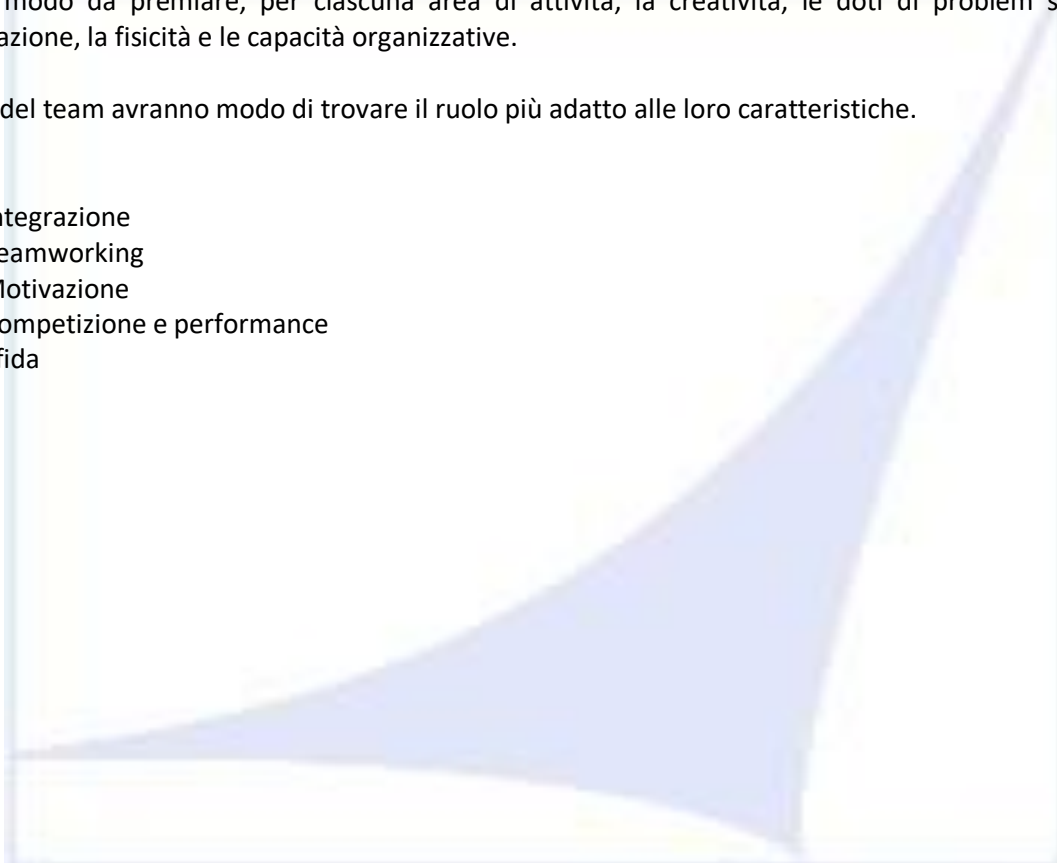 modo da premiare, per ciascuna area di attività, la creatività, le doti di problem s
azione, la fisicità e le capacità organizzative.
del team avranno modo di trovare il ruolo più adatto alle loro caratteristiche.
ntegrazione
eamworking
Motivazione
ompetizione e performance
fida